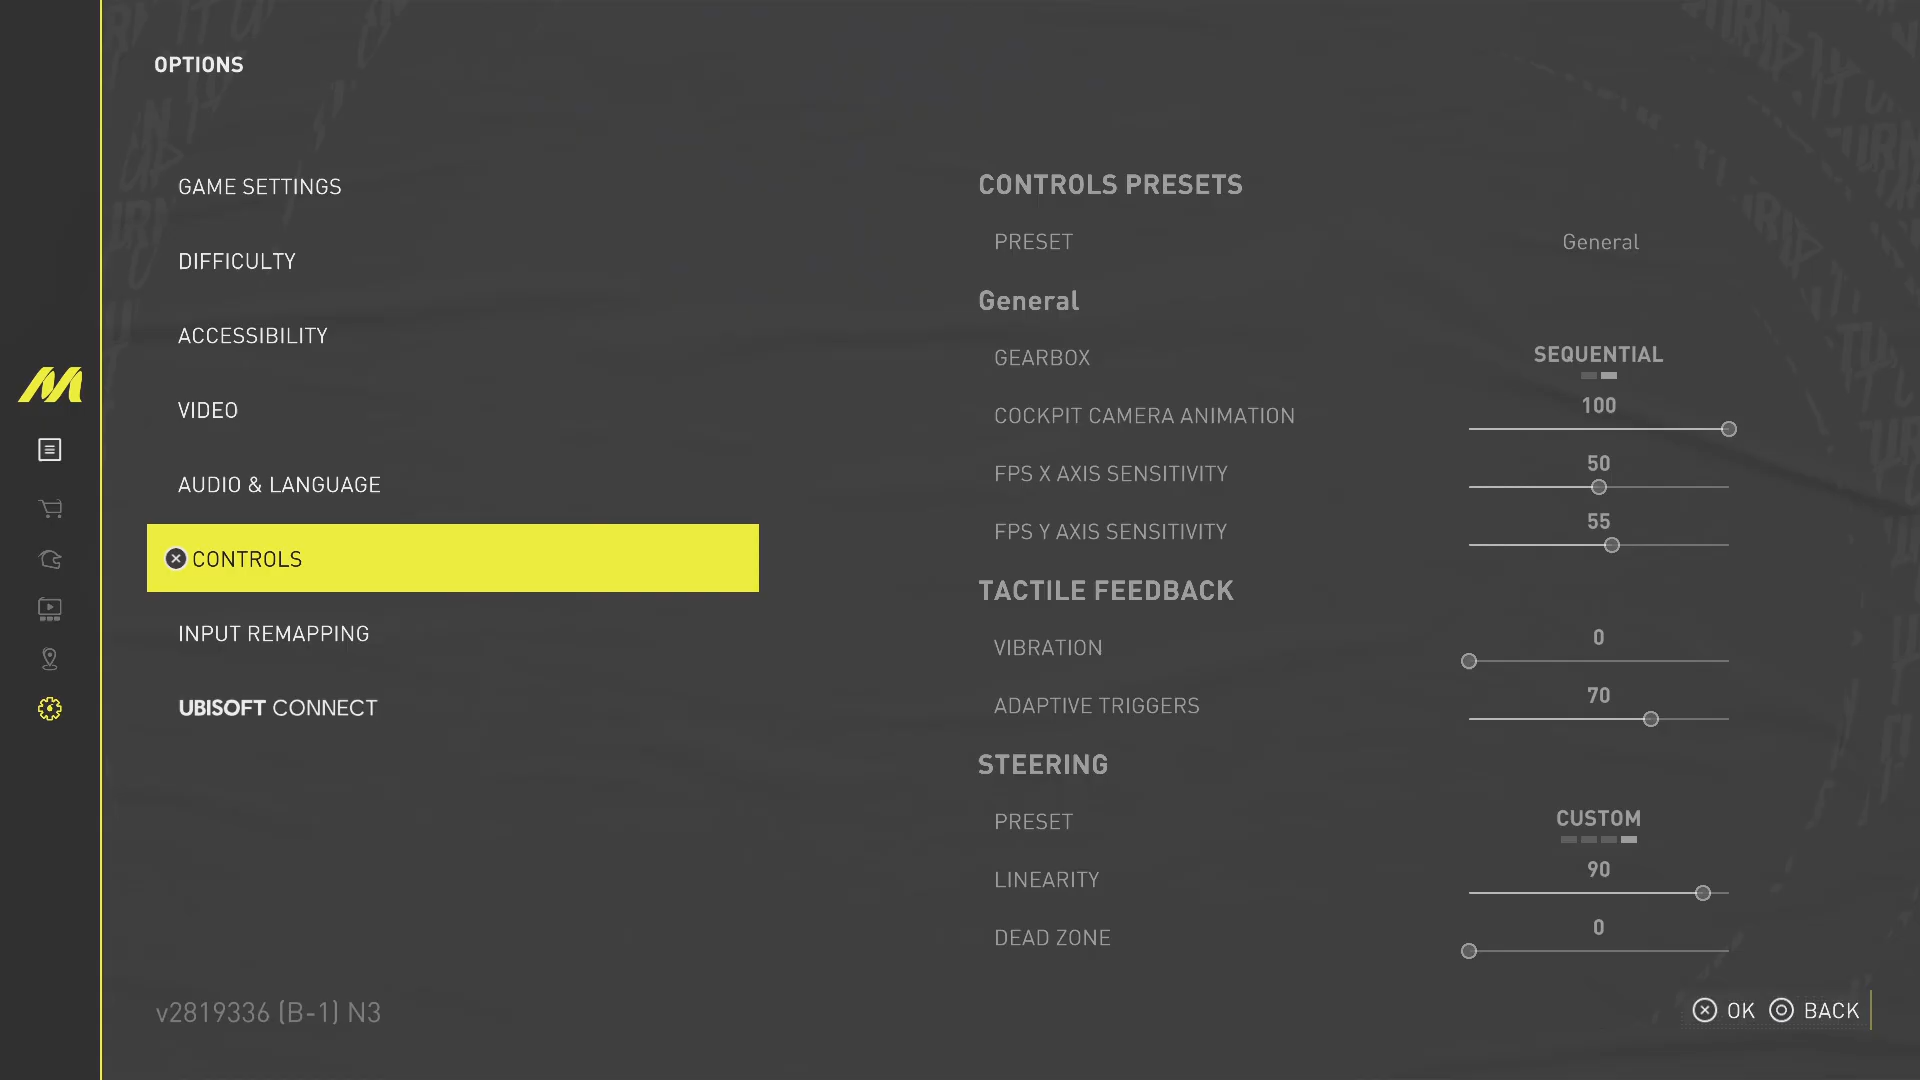 OPTIONS
GAME SETTINGS
DIFFICULTY
ACCESSIBILITY
VIDEO
AUDIO & LANGUAGE
CONTROLS
INPUT REMAPPING
UBISOFT CONNECT
CONTROLS PRESETS
PRESET General
General
GEARBOX SEQUENTIAL
COCKPIT CAMERA ANIMATION 100
FPS X AXIS SENSITIVITY 50
FPS Y AXIS SENSITIVITY 55
TACTILE FEEDBACK
VIBRATION 0
ADAPTIVE TRIGGERS 70
STEERING
PRESET CUSTOM
LINEARITY 90
DEAD ZONE 0
v2819336 (B-1) N3
OK BACK